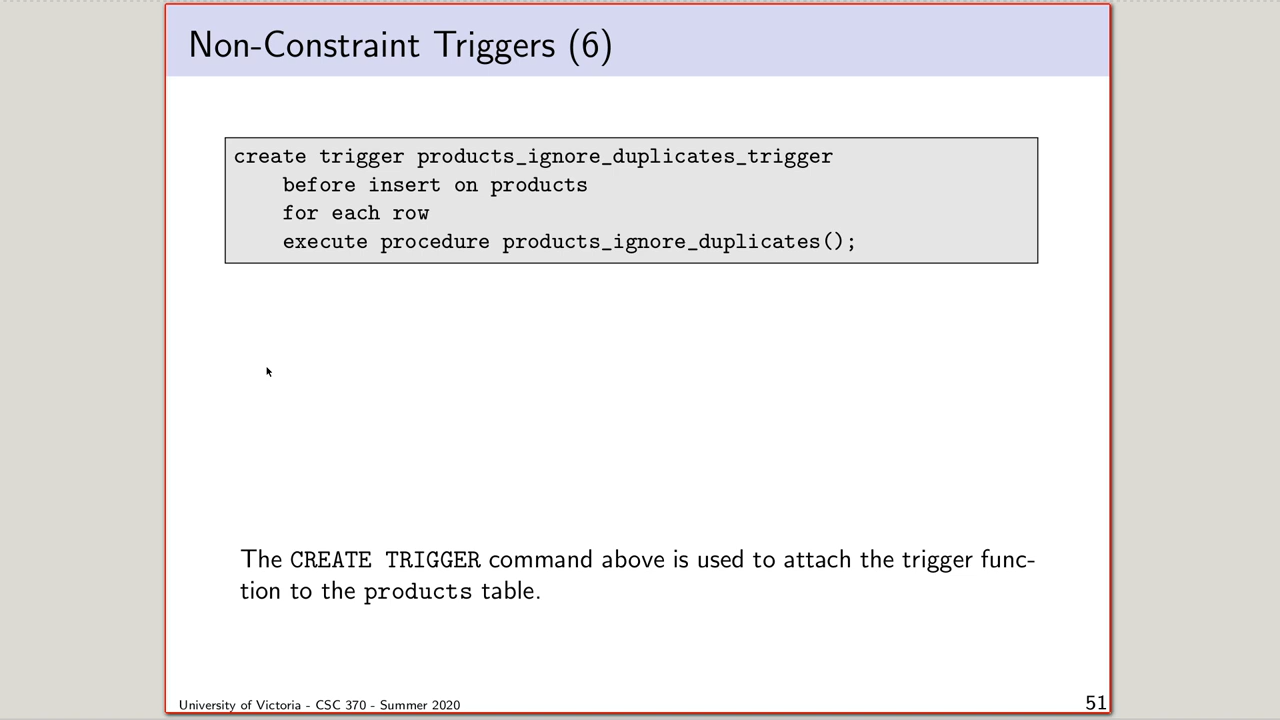 Non-Constraint Triggers (6)
create trigger products_ignore_duplicates_trigger
    before insert on products
    for each row
    execute procedure products_ignore_duplicates();
The CREATE TRIGGER command above is used to attach the trigger func-
tion to the products table.
University of Victoria - CSC 370 - Summer 2020
51